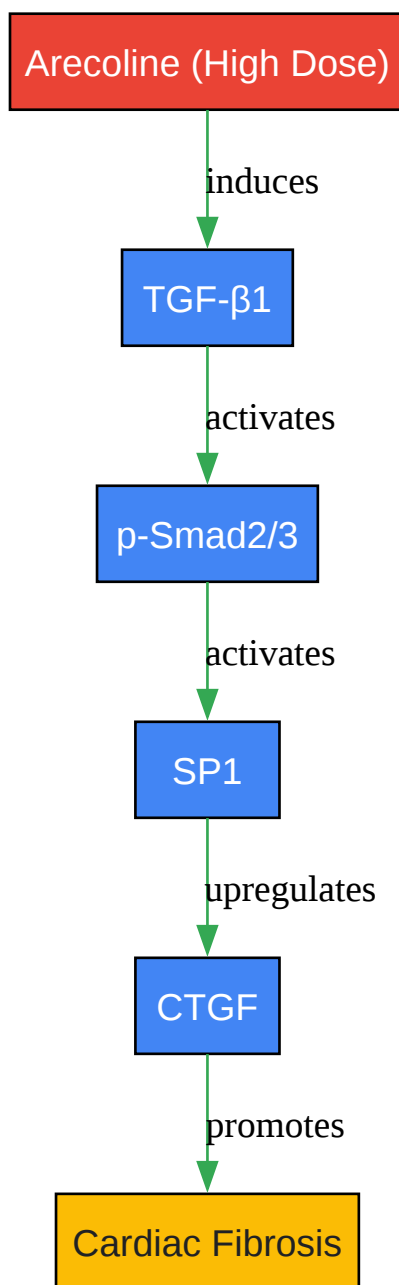 Arecoline (High Dose)
induces
TGF-β1
activates
p-Smad2/3
activates
SP1
upregulates
CTGF
promotes
Cardiac Fibrosis